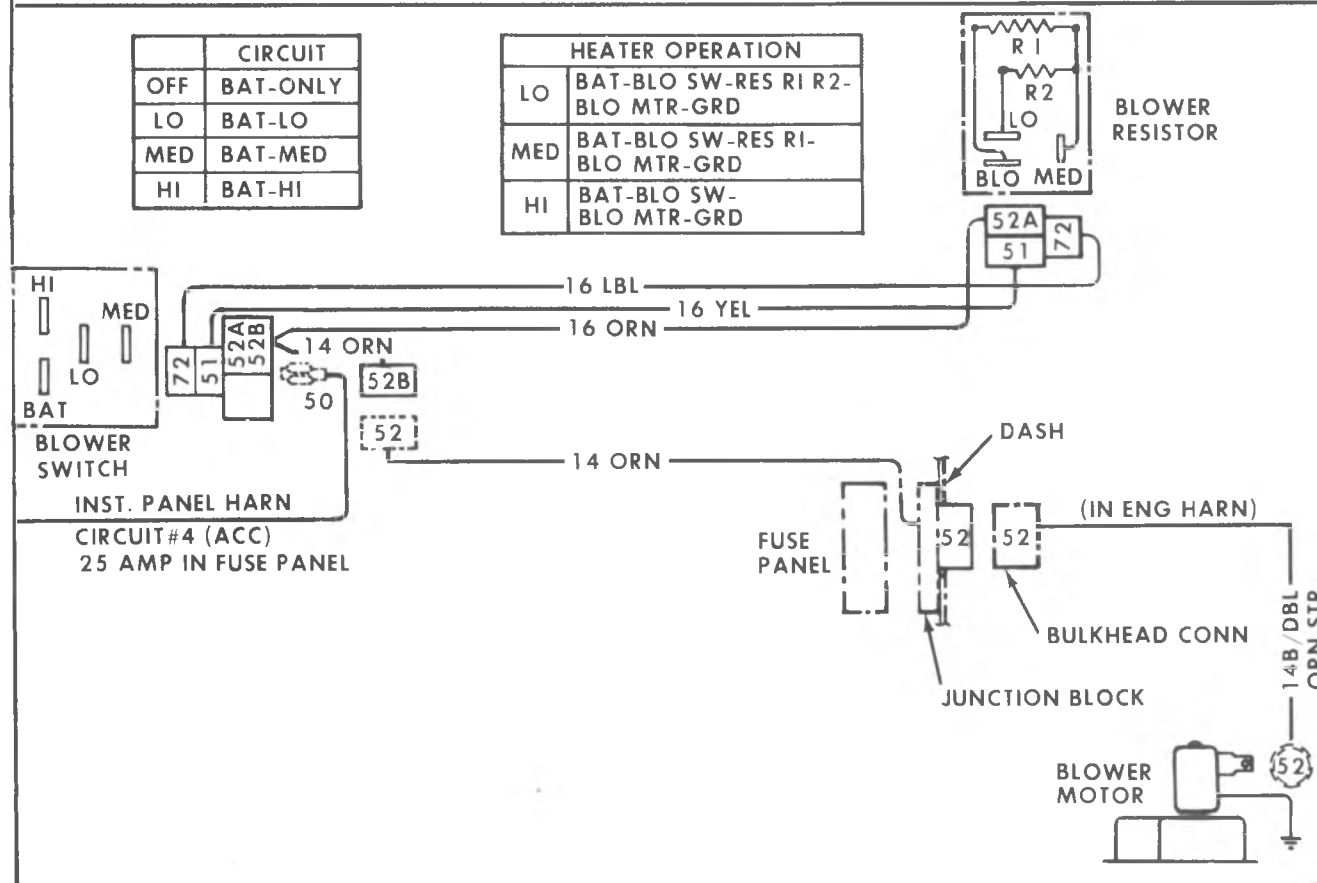 CIRCUIT
OFF BAT-ONLY
LO BAT-LO
MED BAT-MED
HI BAT-HI
HEATER OPERATION
LO BAT-BLO SW-RES RI R2-
BLO MTR-GRD
MED BAT-BLO SW-RES RI-
BLO MTR-GRD
HI BAT-BLO SW-
BLO MTR-GRD
R I
R2
LO
BLO MED
BLOWER
RESISTOR
52A
51
72
HI
MED
LO
BAT
BLOWER
SWITCH
72
51
52A
52B
16 LBL
16 YEL
16 ORN
14 ORN
50
52B
52
14 ORN
INST. PANEL HARN
CIRCUIT#4 (ACC)
25 AMP IN FUSE PANEL
FUSE
PANEL
DASH
52
52
(IN ENG HARN)
BULKHEAD CONN
JUNCTION BLOCK
14B/DBL
ORN STR
52
BLOWER
MOTOR